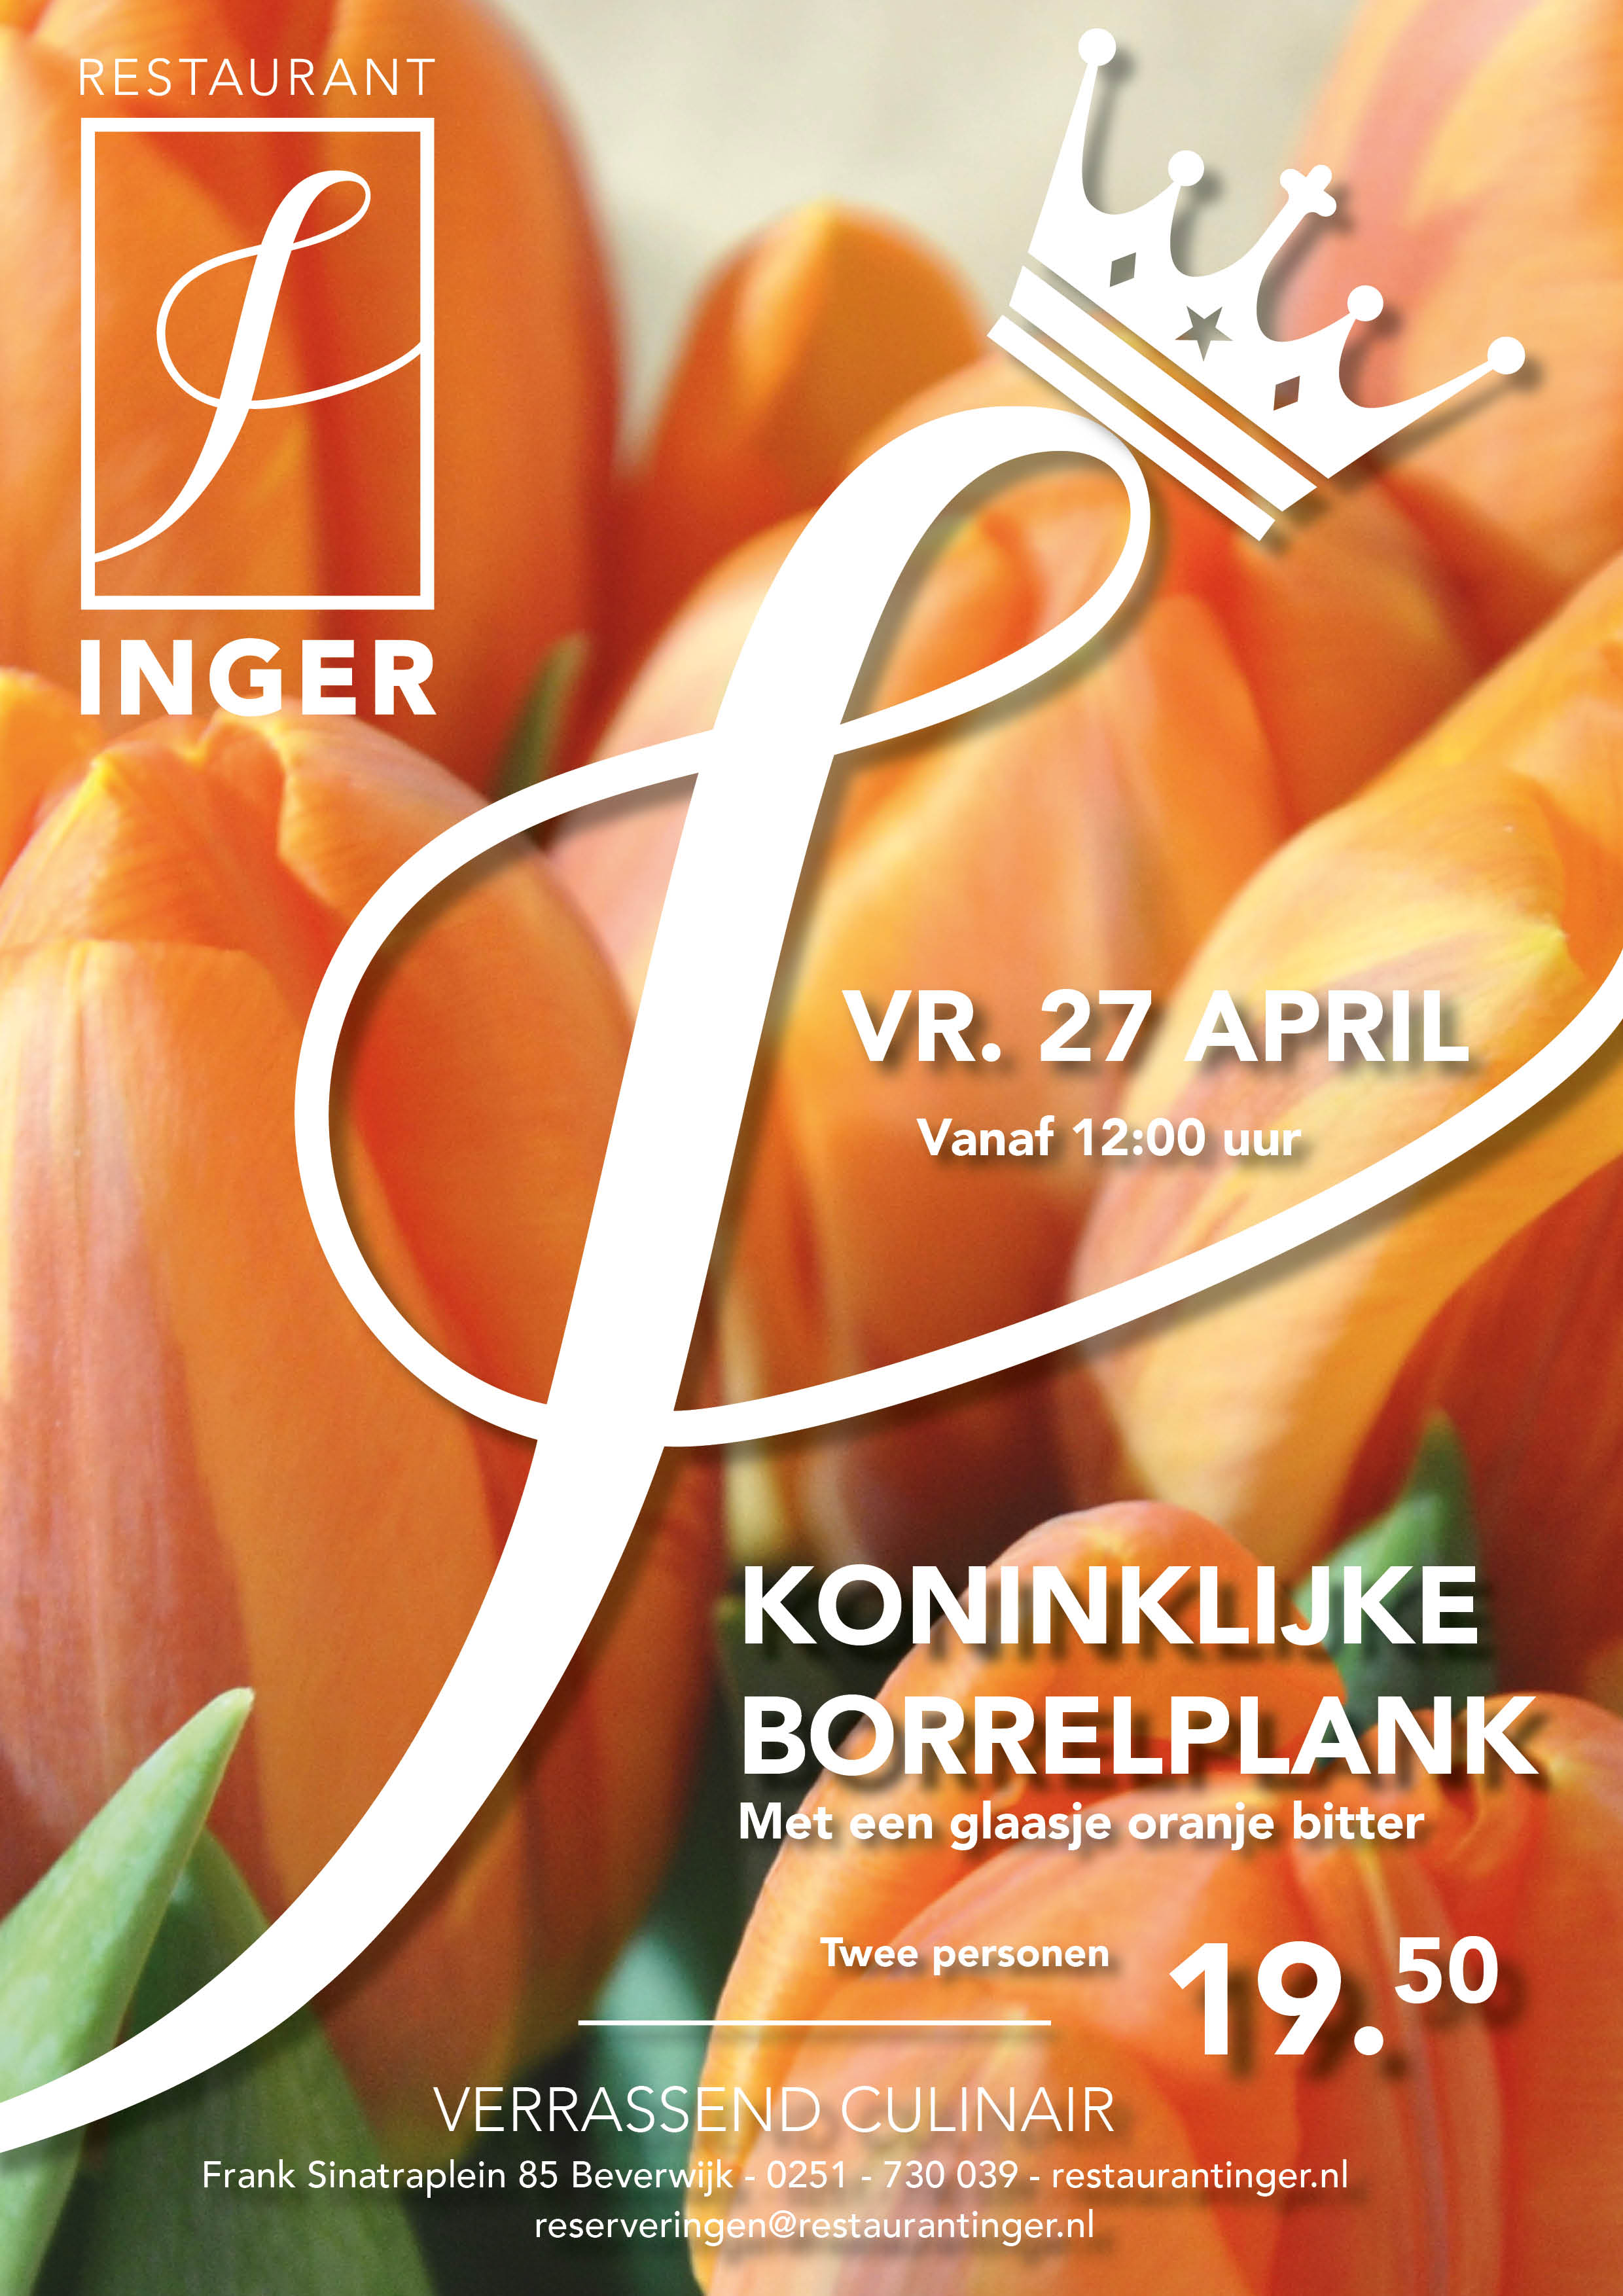 RESTAURANT
INGER
VR. 27 APRIL
Vanaf 12:00 uur
KONINKLIJKE
BORRELPLANK
Met een glaasje oranje bitter
Twee personen 19.50
VERRASSEND CULINAIR
Frank Sinatraplein 85 Beverwijk - 0251 - 730 039 - restaurantinger.nl
reserveringen@restaurantinger.nl